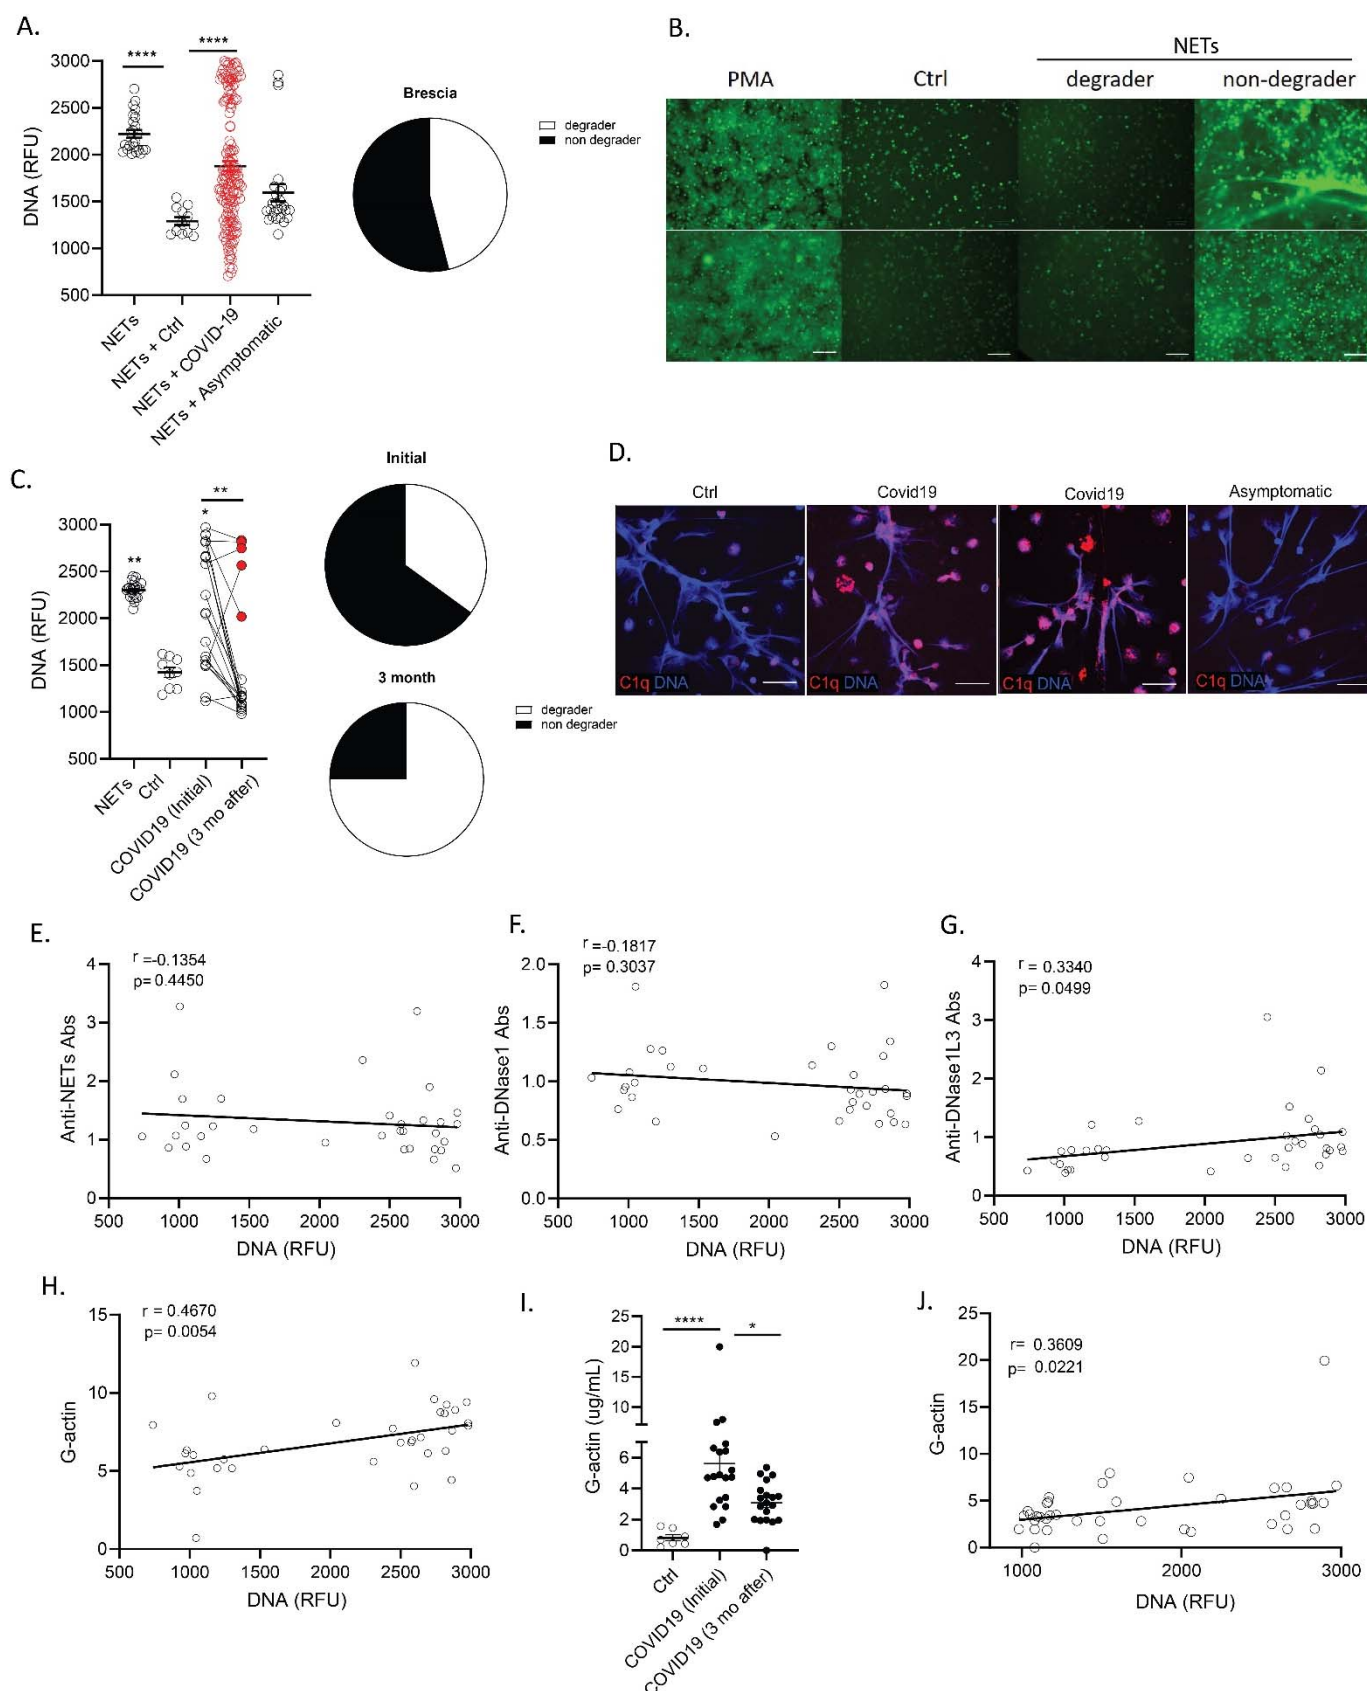 A.
****
****
3000
2500
2000
1500
1000
500
DNA (RFU)
NETs
NETs + Ctrl
NETs + COVID-19
NETs + Asymptomatic
Brescia
degrader
non degrader
B.
NETs
PMA
Ctrl
degrader
non-degrader
C.
**
*
**
3000
2500
2000
1500
1000
500
DNA (RFU)
NETs
Ctrl
COVID19 (Initial)
COVID19 (3 mo after)
Initial
3 month
degrader
non degrader
D.
Ctrl
Covid19
Covid19
Asymptomatic
C1q DNA
C1q DNA
C1q DNA
C1q DNA
E.
r =-0.1354
p= 0.4450
4
3
2
1
0
Anti-NETs Abs
500
1000
1500
2000
2500
3000
DNA (RFU)
F.
r =-0.1817
p= 0.3037
2.0
1.5
1.0
0.5
0.0
Anti-DNase1 Abs
500
1000
1500
2000
2500
3000
DNA (RFU)
G.
r = 0.3340
p= 0.0499
4
3
2
1
0
Anti-DNase1L3 Abs
500
1000
1500
2000
2500
3000
DNA (RFU)
H.
r = 0.4670
p= 0.0054
15
10
5
0
G-actin
500
1000
1500
2000
2500
3000
DNA (RFU)
I.
****
*
25
20
15
10
6
4
2
0
G-actin (ug/mL)
Ctrl
COVID19 (Initial)
COVID19 (3 mo after)
J.
r= 0.3609
p= 0.0221
25
20
15
10
5
0
G-actin
1000
2000
3000
DNA (RFU)